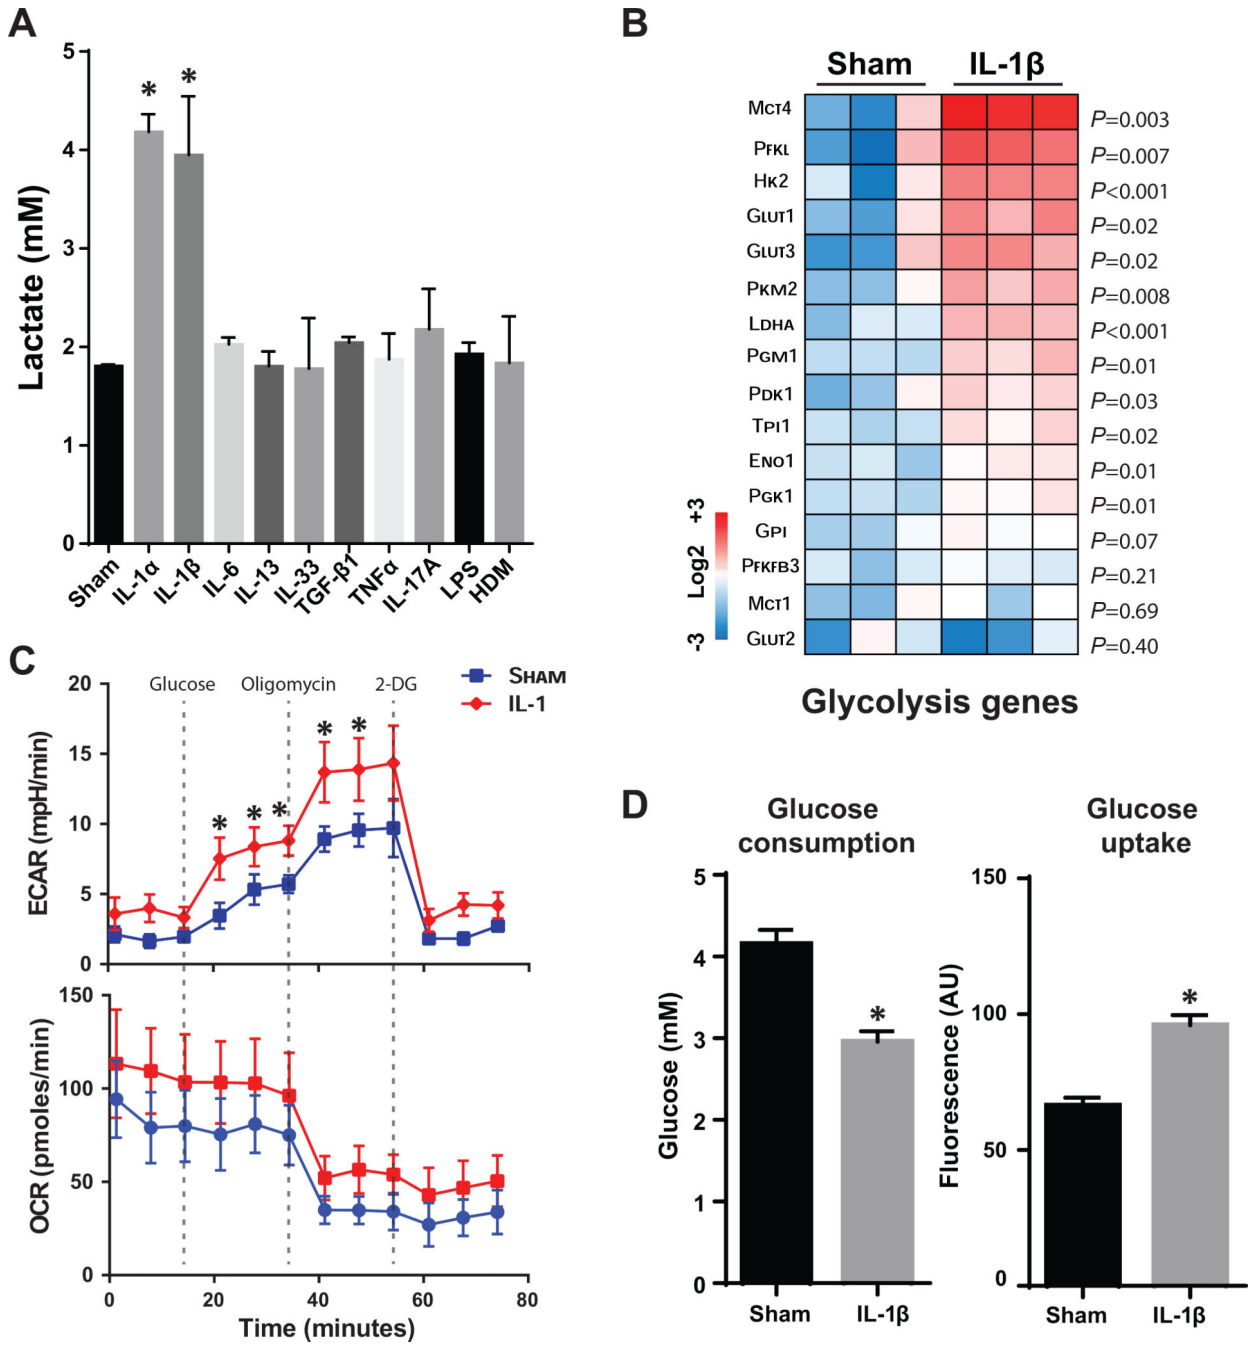 A
5
4
3
2
1
0
Lactate (mM)
*
*
Sham
IL-1α
IL-1β
IL-6
IL-13
IL-33
TGF-β1
TNFα
IL-17A
LPS
HDM
B
Sham
IL-1β
Mct4 P=0.003
Pfkl P=0.007
Hk2 P<0.001
Glut1 P=0.02
Glut3 P=0.02
Pkm2 P=0.008
Ldha P<0.001
Pgm1 P=0.01
Pdk1 P=0.03
Tpi1 P=0.02
Eno1 P=0.01
Pgk1 P=0.01
Gpi P=0.07
Pfkfb3 P=0.21
Mct1 P=0.69
Glut2 P=0.40
+3
Log2
-3
Glycolysis genes
C
Glucose
Oligomycin
2-DG
Sham
IL-1
20
15
10
5
0
ECAR (mpH/min)
* * * * *
150
100
50
0
OCR (pmoles/min)
0 20 40 60 80
Time (minutes)
D
Glucose
consumption
5
4
3
2
1
0
Glucose (mM)
*
Sham
IL-1β
Glucose
uptake
150
100
50
0
Fluorescence (AU)
*
Sham
IL-1β